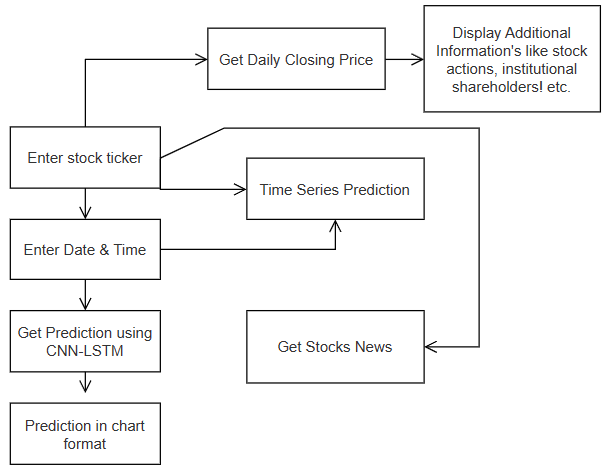 Display Additional
Information's like stock
actions, institutional
shareholders! etc.
Get Daily Closing Price
Enter stock ticker
Time Series Prediction
Enter Date & Time
Get Prediction using
CNN-LSTM
Get Stocks News
Prediction in chart
format